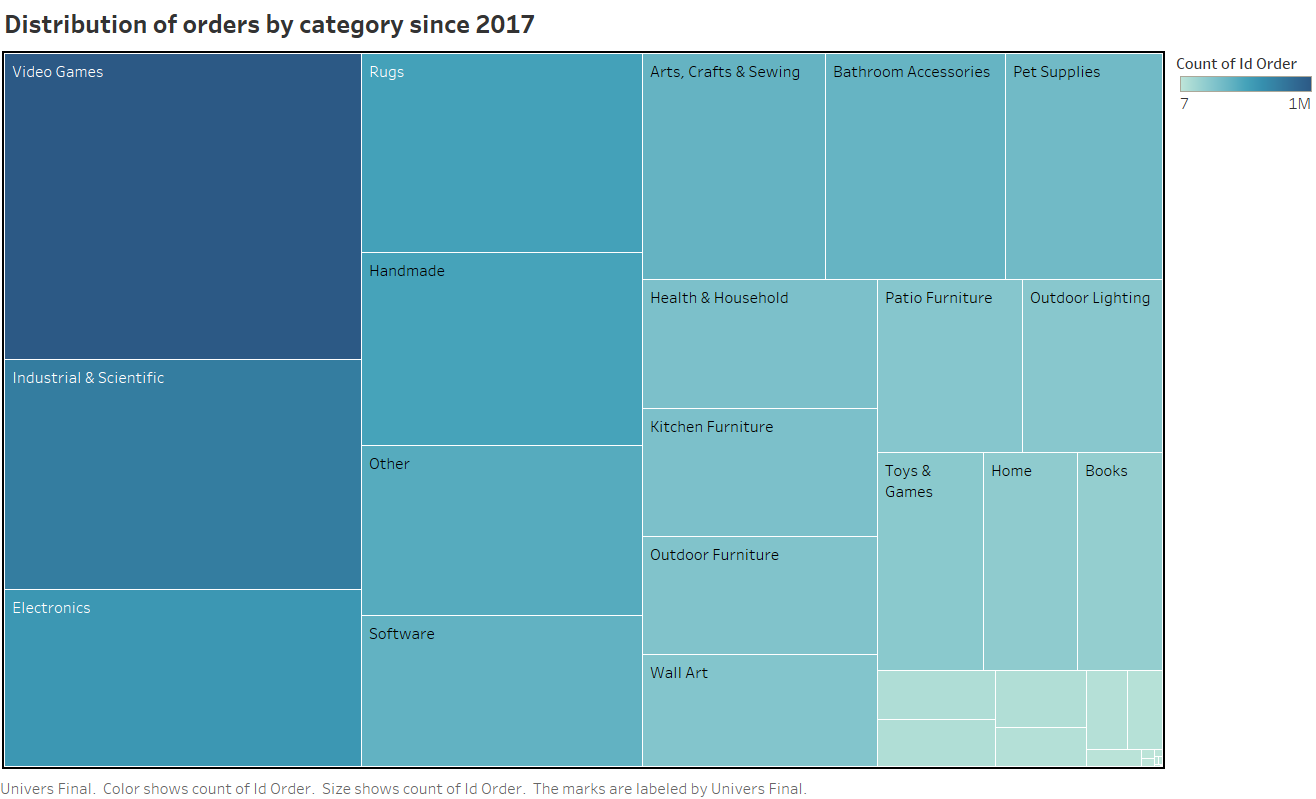 Distribution of orders by category since 2017
Video Games
Rugs
Arts, Crafts & Sewing
Bathroom Accessories
Pet Supplies
Count of Id Order
7
1M
Handmade
Health & Household
Patio Furniture
Outdoor Lighting
Industrial & Scientific
Kitchen Furniture
Other
Toys &
Games
Home
Books
Outdoor Furniture
Electronics
Software
Wall Art
Univers Final. Color shows count of Id Order. Size shows count of Id Order. The marks are labeled by Univers Final.